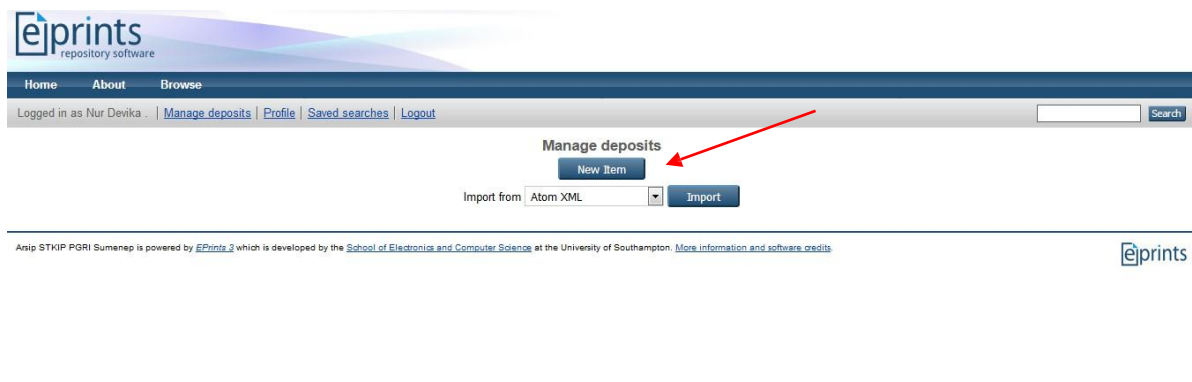 eprints
repository software
Home About Browse
Logged in as Nur Devika . | Manage deposits | Profile | Saved searches | Logout Search
Manage deposits
New Item
Import from Atom XML Import
Arsip STKIP PGRI Sumenep is powered by EPrints 3 which is developed by the School of Electronics and Computer Science at the University of Southampton. More information and software credits.
eprints